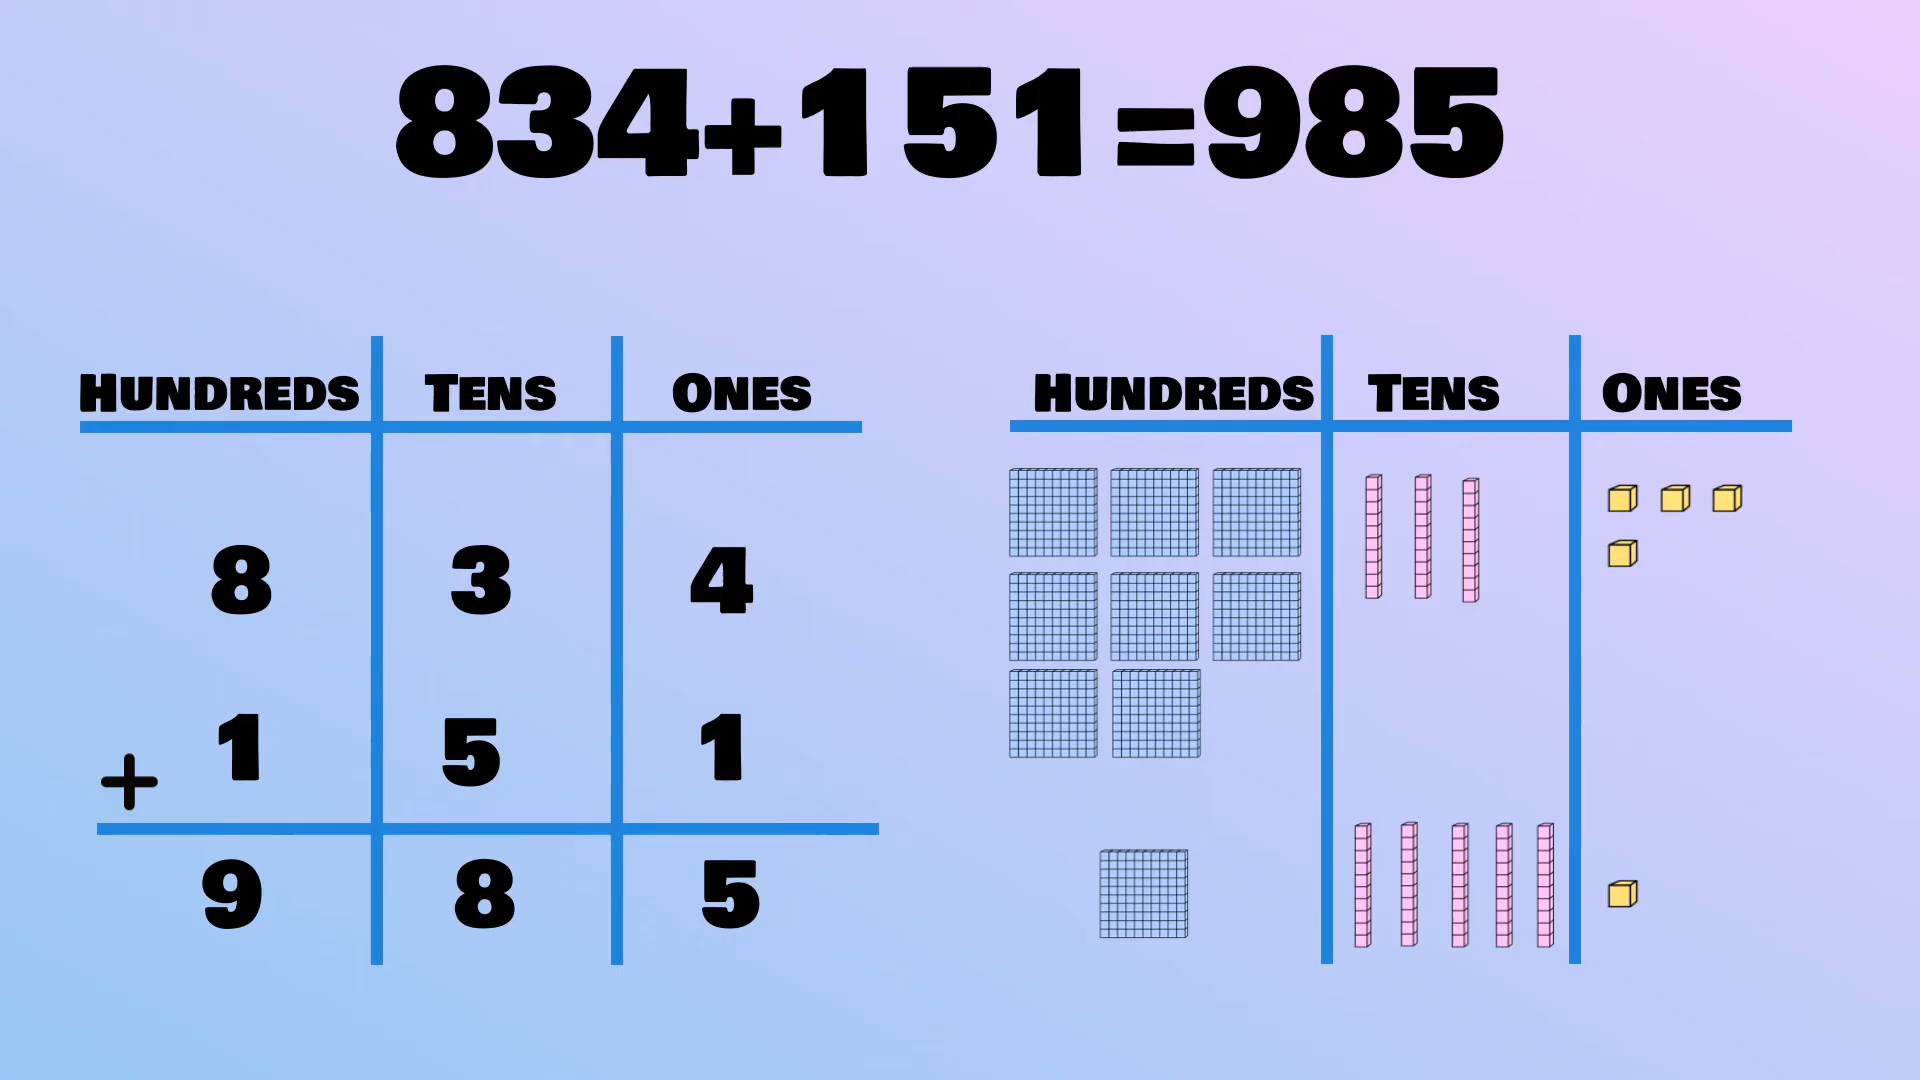 834+151=985
Hundreds Tens Ones
8 3 4
+ 1 5 1
9 8 5
Hundreds Tens Ones